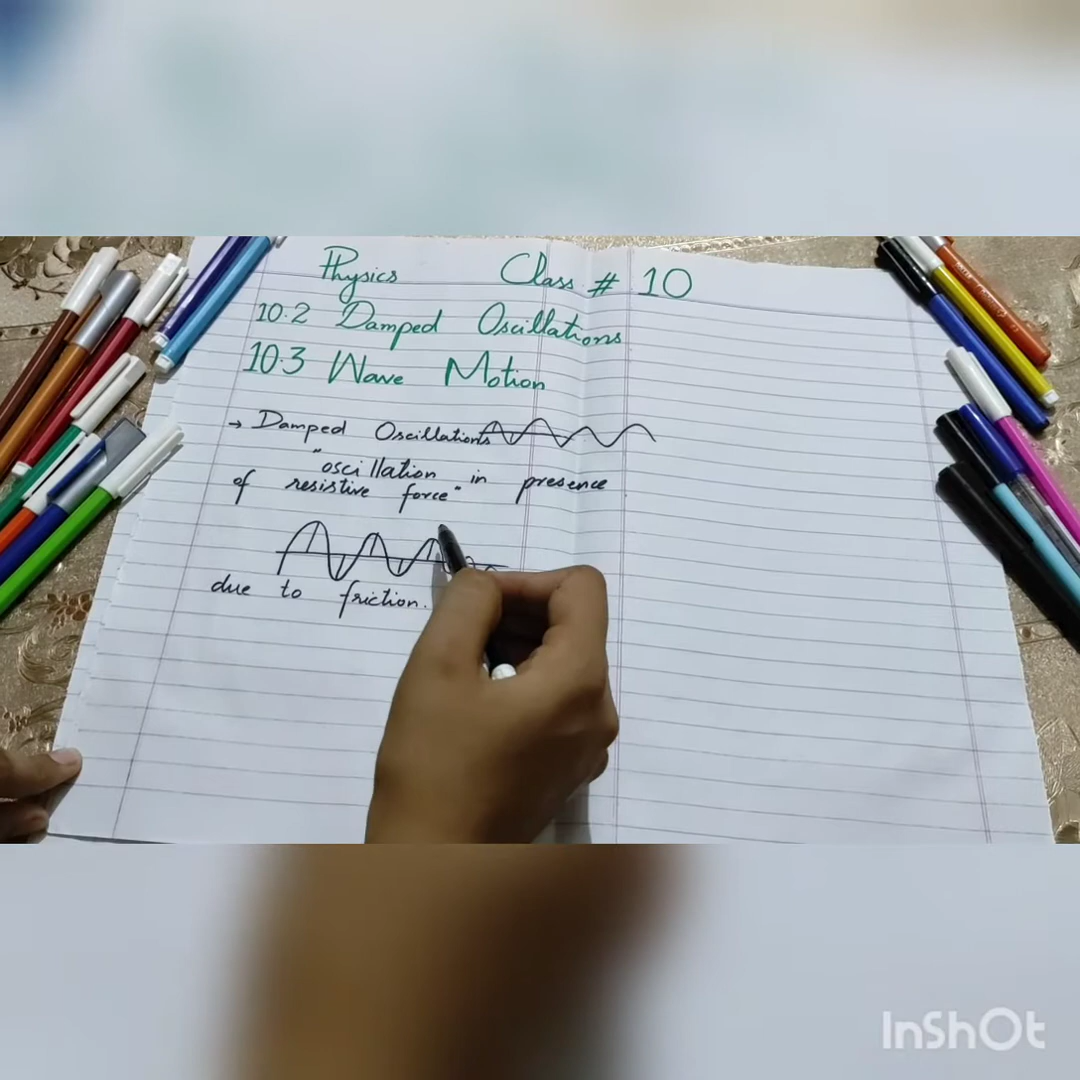 Physics Class # 10
10.2 Damped Oscillations
10.3 Wave Motion
→ Damped Oscillations
"oscillation in presence
of resistive force"
due to friction.
InShOt